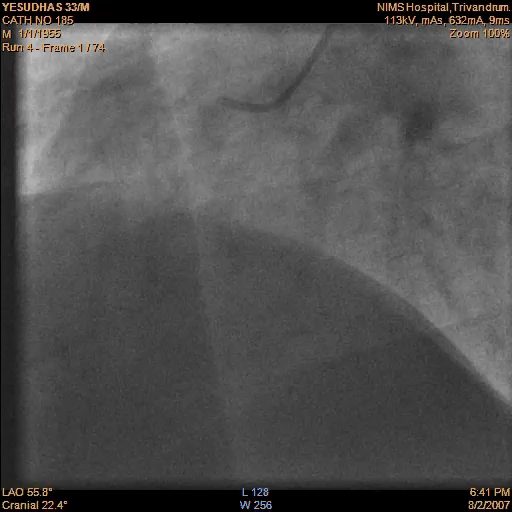 YESUDHAS 33/M
CATH NO 185
M 1/1/1955
Run 4 - Frame 1 / 74
NIMS Hospital,Trivandrum.
113kV, mAs, 632mA, 9ms
Zoom 100%
LAO 55.8°
Cranial 22.4°
L 128
W 256
6:41 PM
8/2/2007